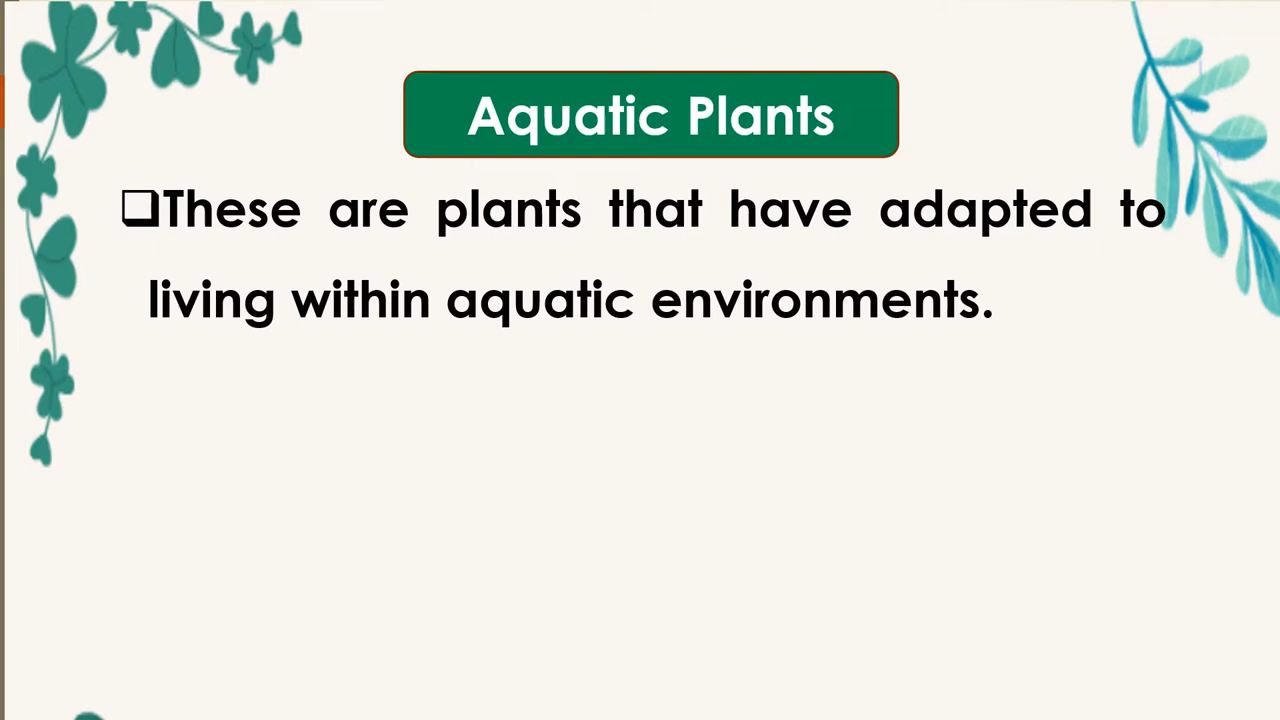 Aquatic Plants
❑These are plants that have adapted to
living within aquatic environments.